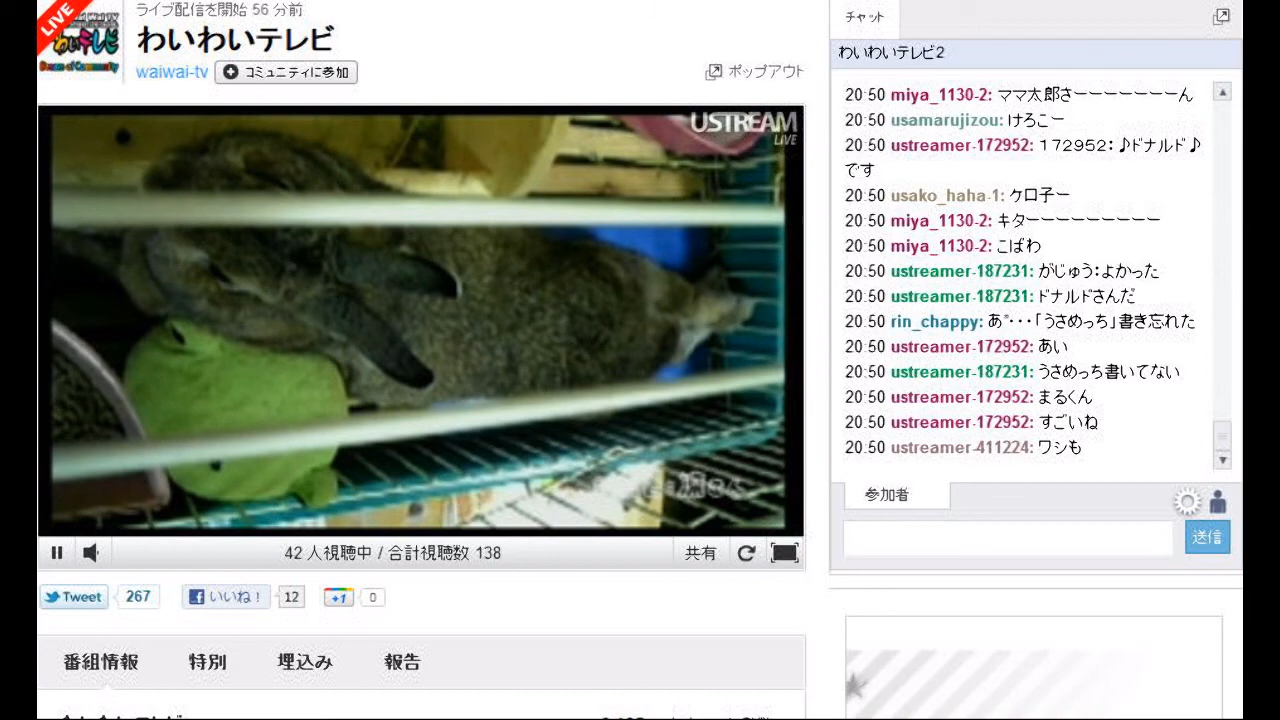 ライブ配信を開始 56 分前
LIVE
わいわいテレビ
waiwai-tv
コミュニティに参加
ポップアウト
USTREAM
LIVE
42 人視聴中 / 合計視聴数 138
共有
Tweet
267
いいね！
12
+1
0
番組情報
特別
埋込み
報告
チャット
わいわいテレビ2
20:50 miya_1130-2: ママ太郎さーーーーーーーん
20:50 usamarujizou: けろこー
20:50 ustreamer-172952: １７２９５２：♪ドナルド♪
です
20:50 usako_haha-1: ケロ子ー
20:50 miya_1130-2: キターーーーーーーーー
20:50 miya_1130-2: こばわ
20:50 ustreamer-187231: がじゅう：よかった
20:50 ustreamer-187231: ドナルドさんだ
20:50 rin_chappy: あ゛・・・「うさめっち」書き忘れた
20:50 ustreamer-172952: あい
20:50 ustreamer-187231: うさめっち書いてない
20:50 ustreamer-172952: まるくん
20:50 ustreamer-172952: すごいね
20:50 ustreamer-411224: ワシも
参加者
送信